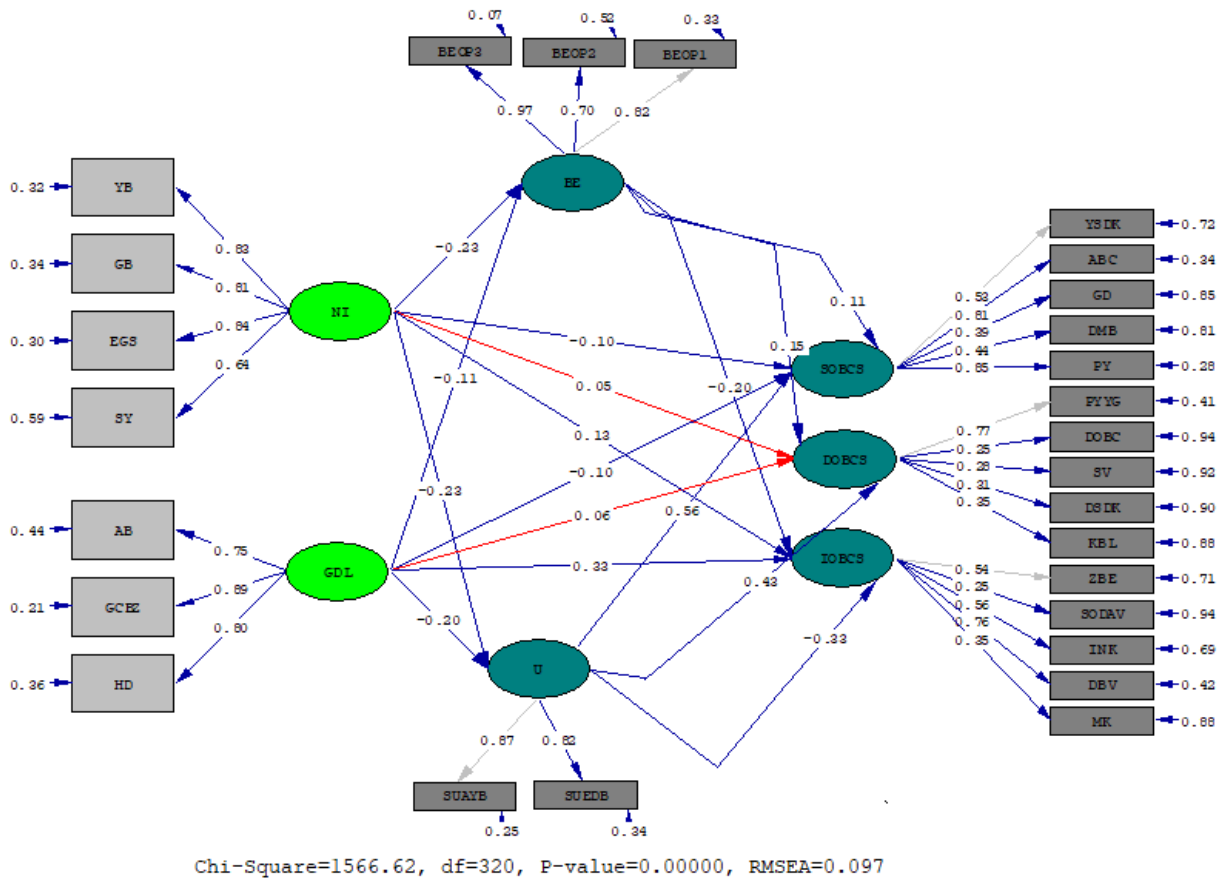 0.07
0.52
0.33
BEOP3
BEOP2
BEOP1
0.97
0.70
0.82
BE
0.32
YB
0.83
0.34
GB
0.81
NI
0.30
EGS
0.84
0.59
SY
0.64
-0.23
-0.11
-0.23
-0.10
0.05
0.13
-0.10
0.06
0.33
-0.20
0.11
0.15
-0.20
0.56
0.43
-0.33
0.44
AB
0.75
GDL
0.21
GCBZ
0.89
0.36
HD
0.80
U
0.87
0.82
SUAYB
SUEDB
0.25
0.34
SOBCS
DOBCS
IOBCS
0.53
YSDK
0.72
0.81
ABC
0.34
0.39
GD
0.85
0.44
DMB
0.81
0.85
PY
0.28
0.77
PYYG
0.41
0.25
DOBC
0.94
0.28
SV
0.92
0.31
DSDK
0.90
0.35
KBL
0.88
0.54
ZBE
0.71
0.25
SODAV
0.94
0.56
INK
0.69
0.76
DBV
0.42
0.35
MK
0.88
Chi-Square=1566.62, df=320, P-value=0.00000, RMSEA=0.097